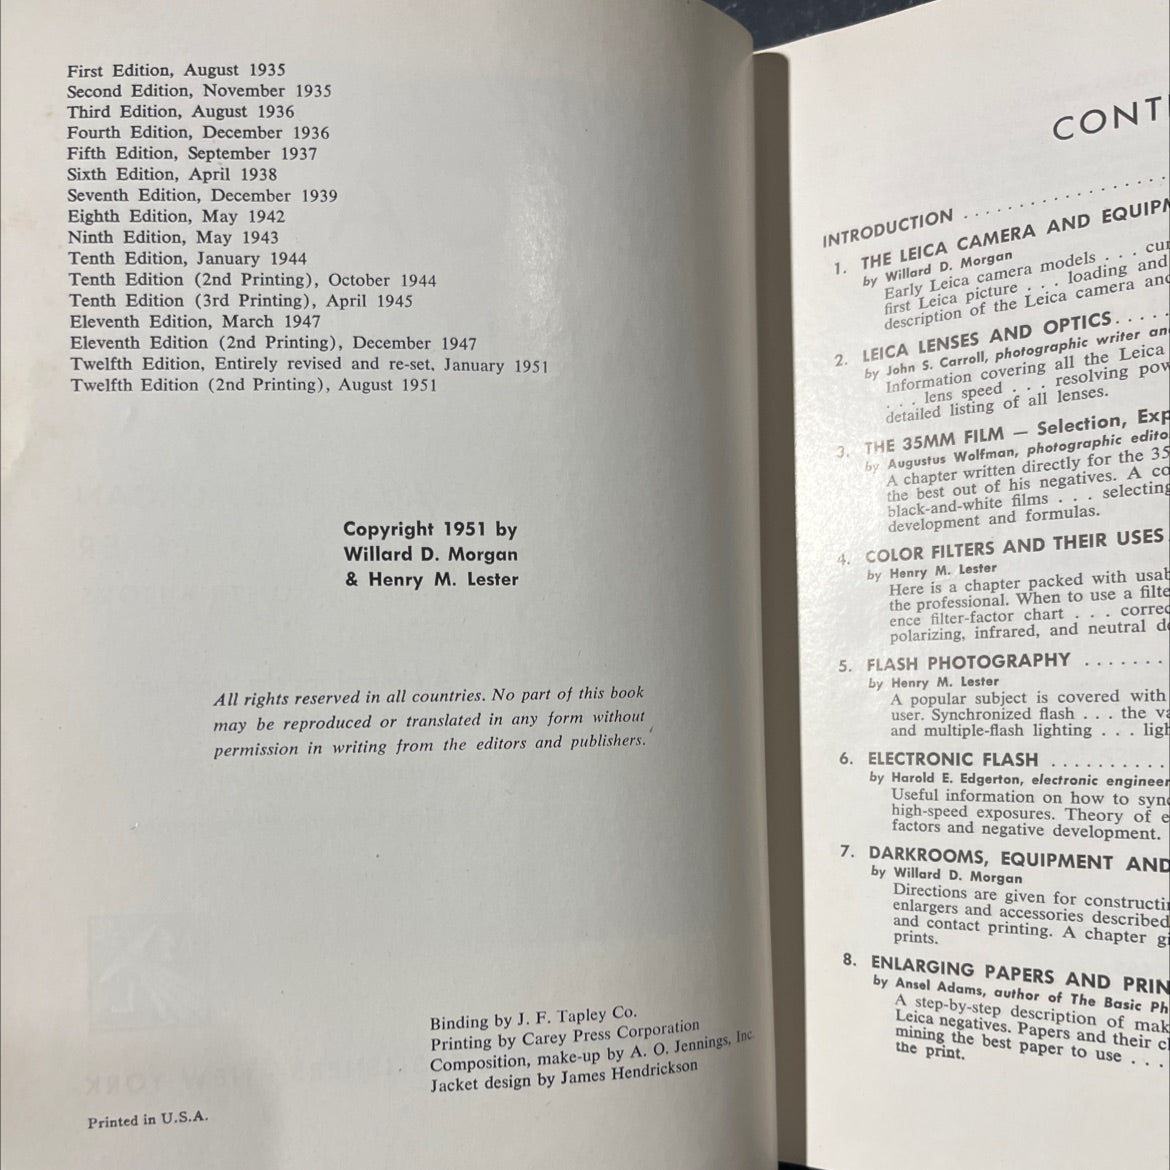 First Edition, August 1935
Second Edition, November 1935
Third Edition, August 1936
Fourth Edition, December 1936
Fifth Edition, September 1937
Sixth Edition, April 1938
Seventh Edition, December 1939
Eighth Edition, May 1942
Ninth Edition, May 1943
Tenth Edition, January 1944
Tenth Edition (2nd Printing), October 1944
Tenth Edition (3rd Printing), April 1945
Eleventh Edition, March 1947
Eleventh Edition (2nd Printing), December 1947
Twelfth Edition, Entirely revised and re-set, January 1951
Twelfth Edition (2nd Printing), August 1951
Copyright 1951 by
Willard D. Morgan
& Henry M. Lester
All rights reserved in all countries. No part of this book
may be reproduced or translated in any form without
permission in writing from the editors and publishers.
Binding by J. F. Tapley Co.
Printing by Carey Press Corporation
Composition, make-up by A. O. Jennings, Inc.
Jacket design by James Hendrickson
Printed in U.S.A.
CONT
INTRODUCTION . . . . . . . . . . . . . .
1. THE LEICA CAMERA AND EQUIPM
by Willard D. Morgan
Early Leica camera models . . . cur
first Leica picture . . . loading and
description of the Leica camera and
2. LEICA LENSES AND OPTICS . . . . .
by John S. Carroll, photographic writer an
Information covering all the Leica
. . . lens speed . . . resolving pow
detailed listing of all lenses.
3. THE 35MM FILM — Selection, Exp
by Augustus Wolfman, photographic edito
A chapter written directly for the 35
the best out of his negatives. A co
black-and-white films . . . selecting
development and formulas.
4. COLOR FILTERS AND THEIR USES
by Henry M. Lester
Here is a chapter packed with usab
the professional. When to use a filte
ence filter-factor chart . . . correc
polarizing, infrared, and neutral de
5. FLASH PHOTOGRAPHY . . . . . . .
by Henry M. Lester
A popular subject is covered with
user. Synchronized flash . . . the va
and multiple-flash lighting . . . ligh
6. ELECTRONIC FLASH . . . . . . . . .
by Harold E. Edgerton, electronic engineer
Useful information on how to sync
high-speed exposures. Theory of e
factors and negative development.
7. DARKROOMS, EQUIPMENT AND
by Willard D. Morgan
Directions are given for constructi
enlargers and accessories described
and contact printing. A chapter gi
prints.
8. ENLARGING PAPERS AND PRIN
by Ansel Adams, author of The Basic Ph
A step-by-step description of mak
Leica negatives. Papers and their cl
mining the best paper to use . . .
the print.